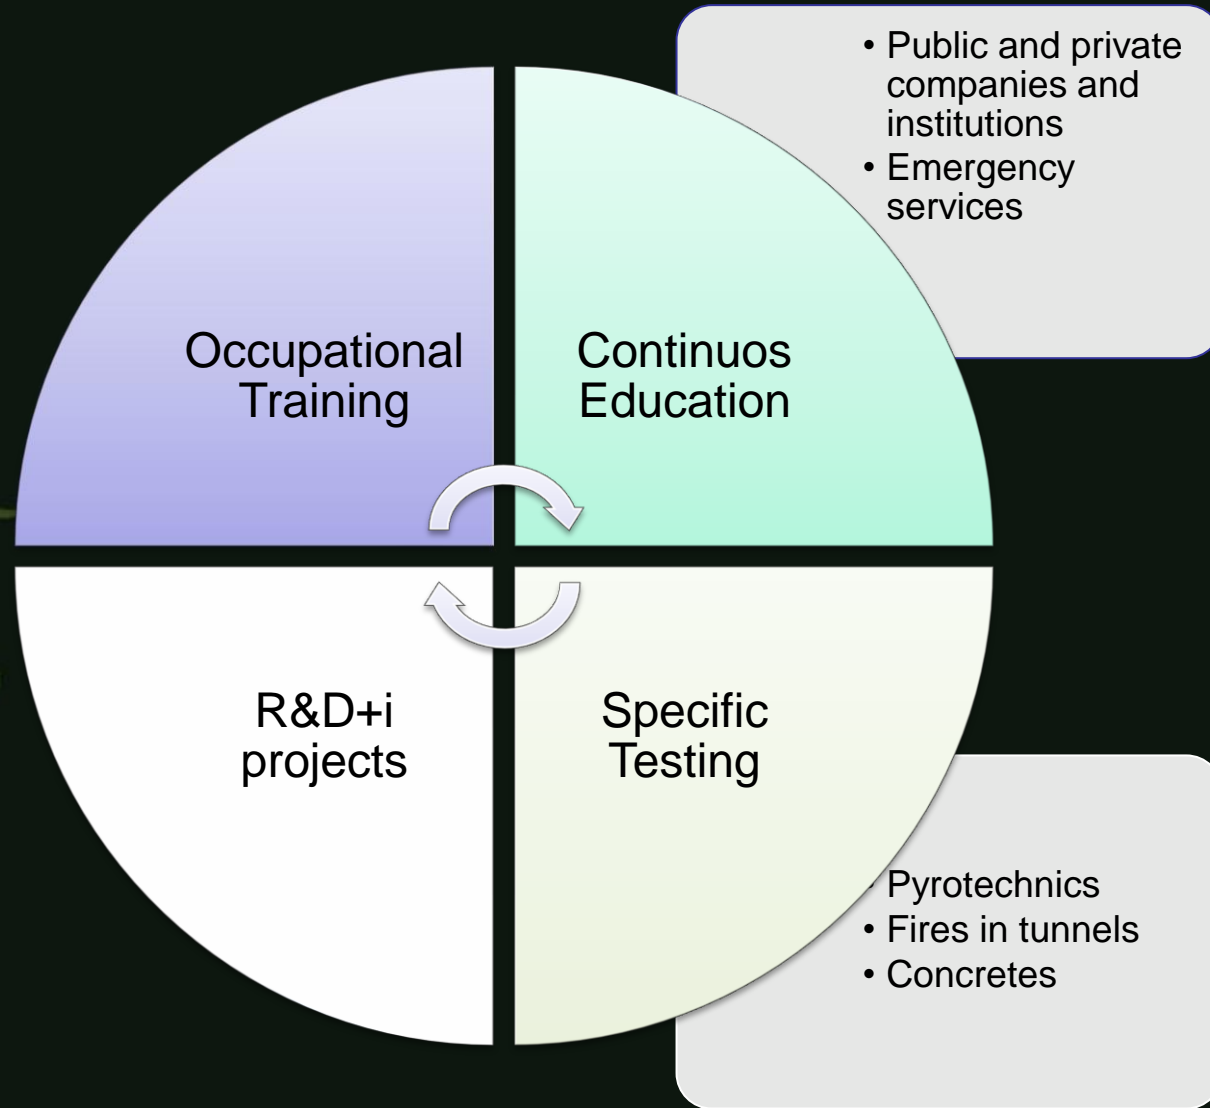 Occupational
Training
Continuos
Education
• Public and private
companies and
institutions
• Emergency
services
R&D+i
projects
Specific
Testing
• Pyrotechnics
• Fires in tunnels
• Concretes